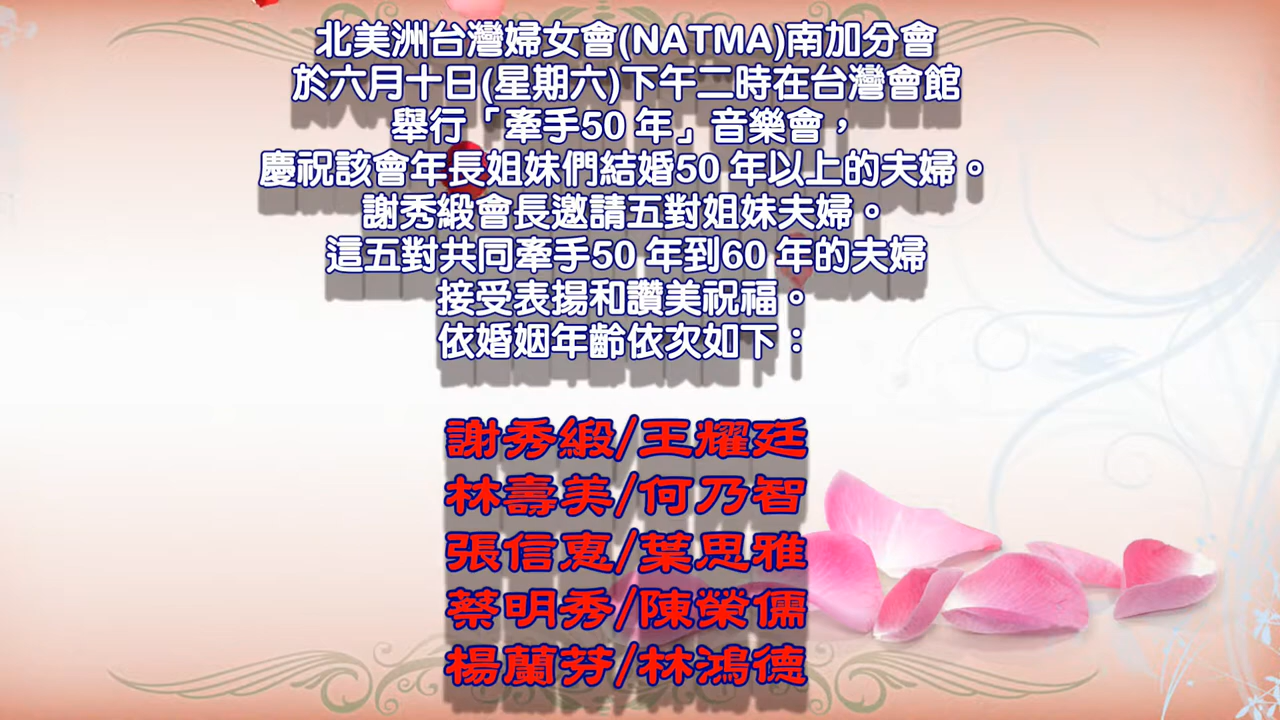 北美洲台灣婦女會(NATMA)南加分會
於六月十日(星期六)下午二時在台灣會館
舉行「牽手50 年」音樂會，
慶祝該會年長姐妹們結婚50 年以上的夫婦。
謝秀緞會長邀請五對姐妹夫婦。
這五對共同牽手50 年到60 年的夫婦
接受表揚和讚美祝福。
依婚姻年齡依次如下：
謝秀緞/王耀廷
林壽美/何乃智
張信惠/葉思雅
蔡明秀/陳榮儒
楊蘭芬/林鴻德